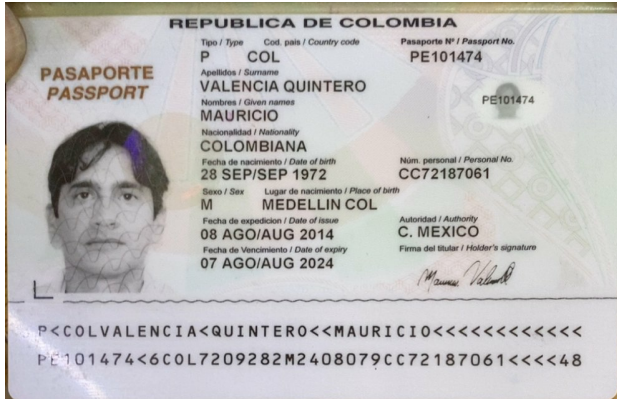 REPUBLICA DE COLOMBIA
PASAPORTE
PASSPORT
Tipo / Type Cod. pais / Country code Pasaporte Nº / Passport No.
P COL PE101474
Apellidos / Surname
VALENCIA QUINTERO
PE101474
Nombres / Given names
MAURICIO
Nacionalidad / Nationality
COLOMBIANA
Fecha de nacimiento / Date of birth Núm. personal / Personal No.
28 SEP/SEP 1972 CC72187061
Sexo / Sex Lugar de nacimiento / Place of birth
M MEDELLIN COL
Fecha de expedicion / Date of issue Autoridad / Authority
08 AGO/AUG 2014 C. MEXICO
Fecha de Vencimiento / Date of expiry Firma del titular / Holder's signature
07 AGO/AUG 2024
P<COLVALENCIA<QUINTERO<<MAURICIO<<<<<<<<<<<<
PE101474<6COL7209282M2408079CC72187061<<<<48